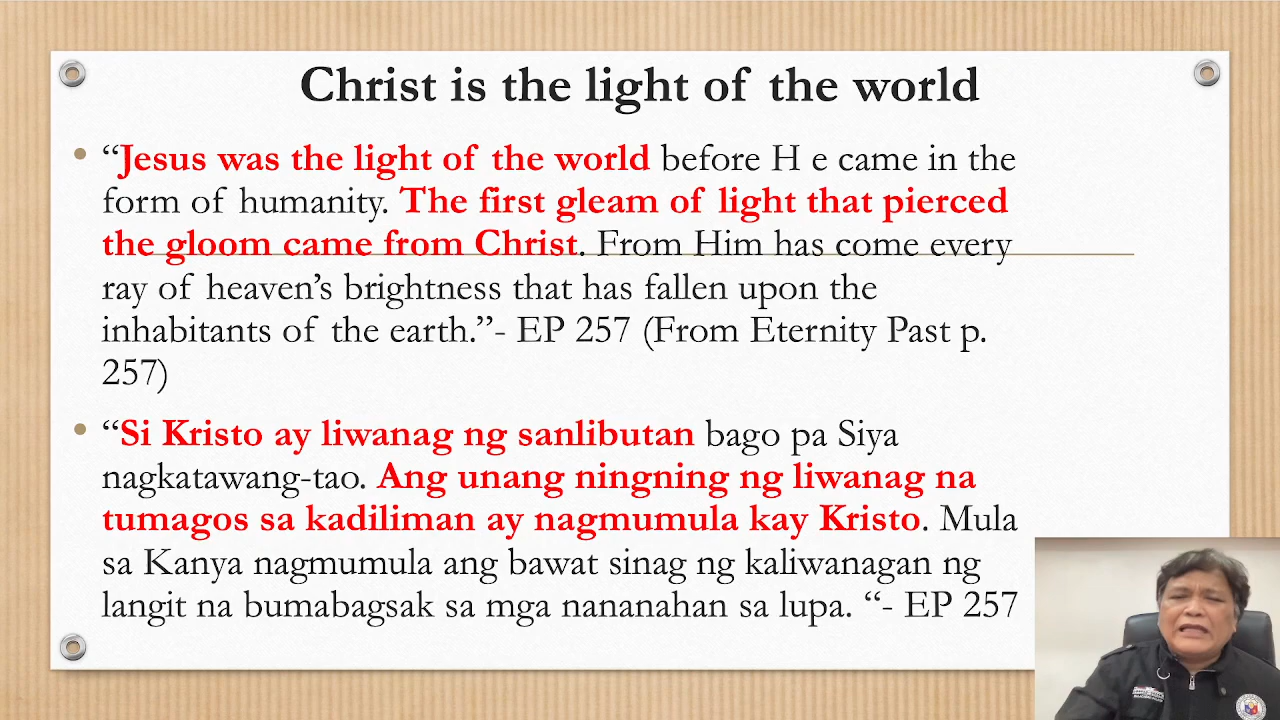 Christ is the light of the world
• “Jesus was the light of the world before H e came in the
form of humanity. The first gleam of light that pierced
the gloom came from Christ. From Him has come every
ray of heaven’s brightness that has fallen upon the
inhabitants of the earth.”- EP 257 (From Eternity Past p.
257)
• “Si Kristo ay liwanag ng sanlibutan bago pa Siya
nagkatawang-tao. Ang unang ningning ng liwanag na
tumagos sa kadiliman ay nagmumula kay Kristo. Mula
sa Kanya nagmumula ang bawat sinag ng kaliwanagan ng
langit na bumabagsak sa mga nananahan sa lupa. “- EP 257